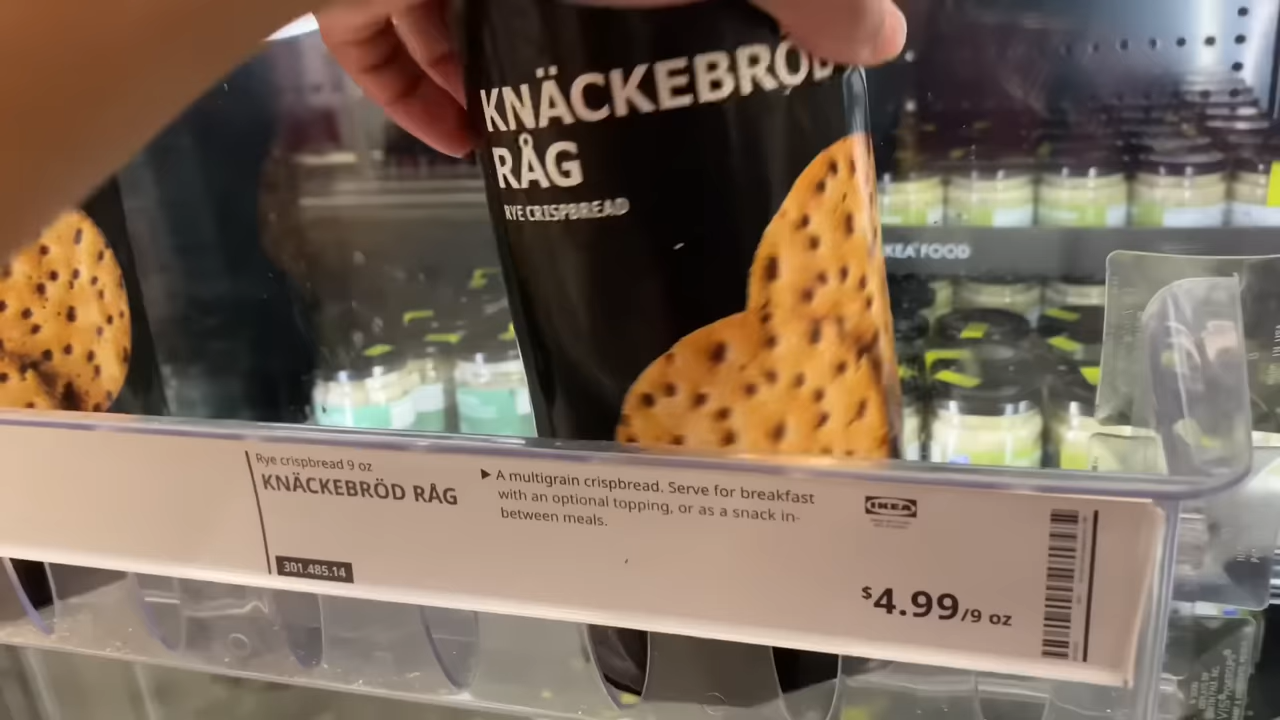 KNÄCKEBRÖD
RÅG
RYE CRISPBREAD
IKEA FOOD
Rye crispbread 9 oz
KNÄCKEBRÖD RÅG
301.485.14
▶ A multigrain crispbread. Serve for breakfast
with an optional topping, or as a snack in-
between meals.
IKEA
$4.99/9 oz